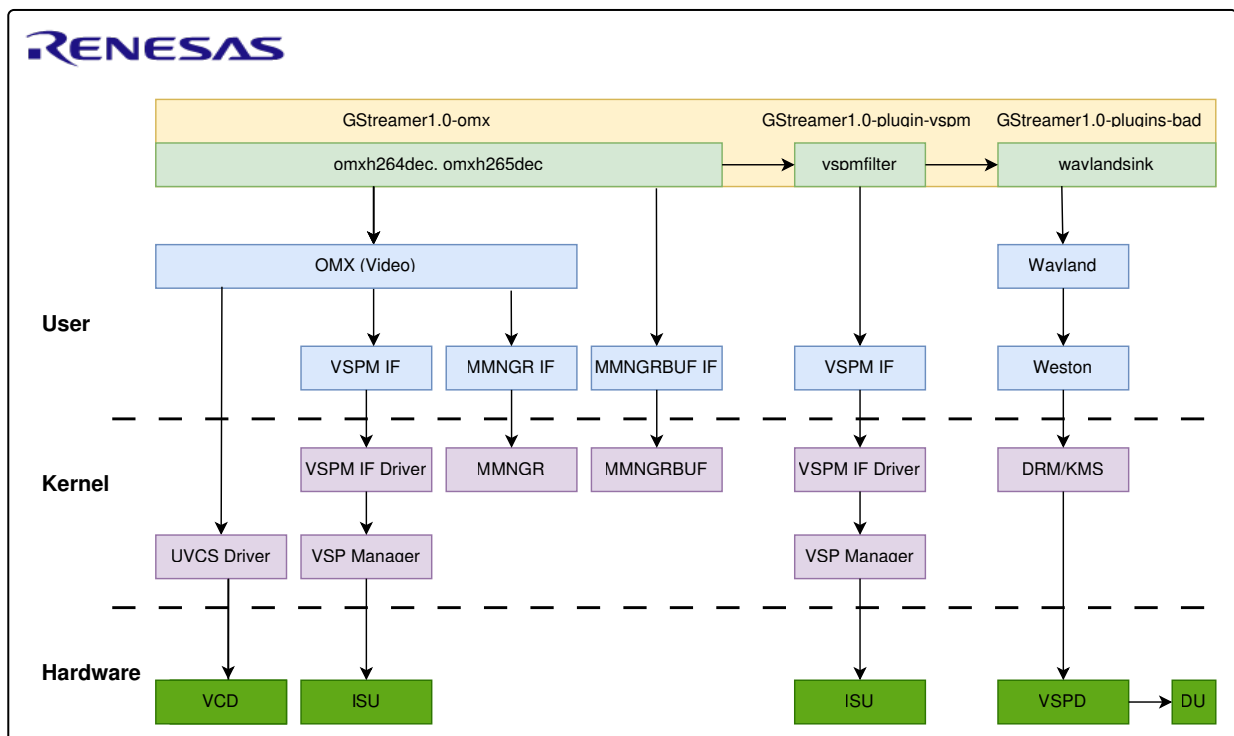 RENESAS
GStreamer1.0-omx
GStreamer1.0-plugin-vspm
GStreamer1.0-plugins-bad
omxh264dec. omxh265dec
vspmfilter
waylandsink
OMX (Video)
Wayland
User
VSPM IF
MMNGR IF
MMNGRBUF IF
VSPM IF
Weston
Kernel
VSPM IF Driver
MMNGR
MMNGRBUF
VSPM IF Driver
DRM/KMS
UVCS Driver
VSP Manager
VSP Manager
Hardware
VCD
ISU
ISU
VSPD
DU